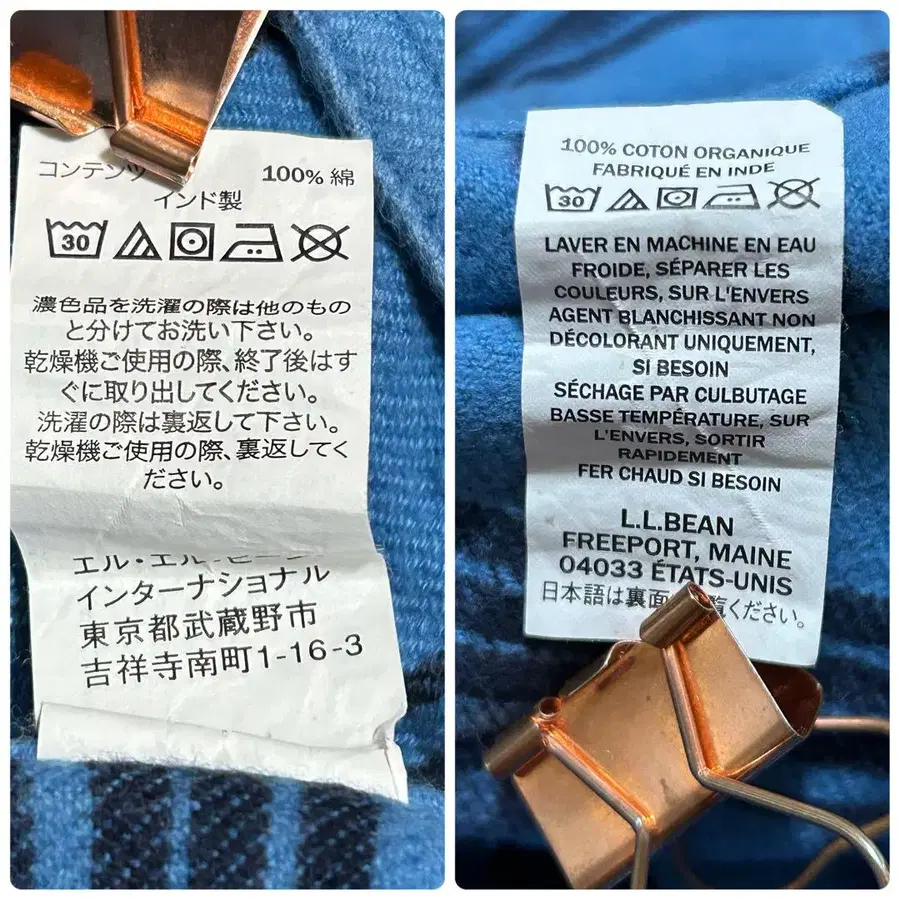 コンテンツ 100% 綿
インド製
30
濃色品を洗濯の際は他のもの
と分けてお洗い下さい。
乾燥機ご使用の際、終了後はす
ぐに取り出してください。
洗濯の際は裏返して下さい。
乾燥機ご使用の際、裏返してく
ださい。
エル・エル・ビーン
インターナショナル
東京都武蔵野市
吉祥寺南町1-16-3
100% COTON ORGANIQUE
FABRIQUÉ EN INDE
30
LAVER EN MACHINE EN EAU
FROIDE, SÉPARER LES
COULEURS, SUR L'ENVERS
AGENT BLANCHISSANT NON
DÉCOLORANT UNIQUEMENT,
SI BESOIN
SÉCHAGE PAR CULBUTAGE
BASSE TEMPÉRATURE, SUR
L'ENVERS, SORTIR
RAPIDEMENT
FER CHAUD SI BESOIN
L.L.BEAN
FREEPORT, MAINE
04033 ÉTATS-UNIS
日本語は裏面 覧ください。